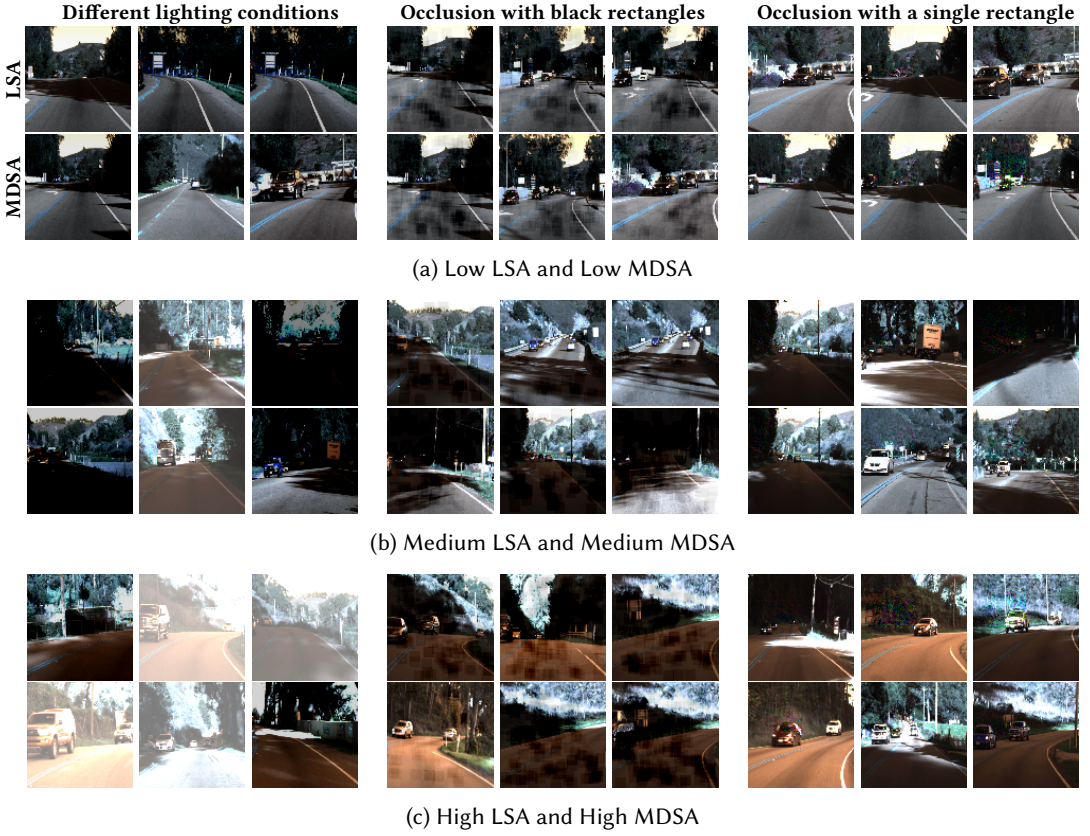 Different lighting conditions
Occlusion with black rectangles
Occlusion with a single rectangle
LSA
MDSA
(a) Low LSA and Low MDSA
(b) Medium LSA and Medium MDSA
(c) High LSA and High MDSA